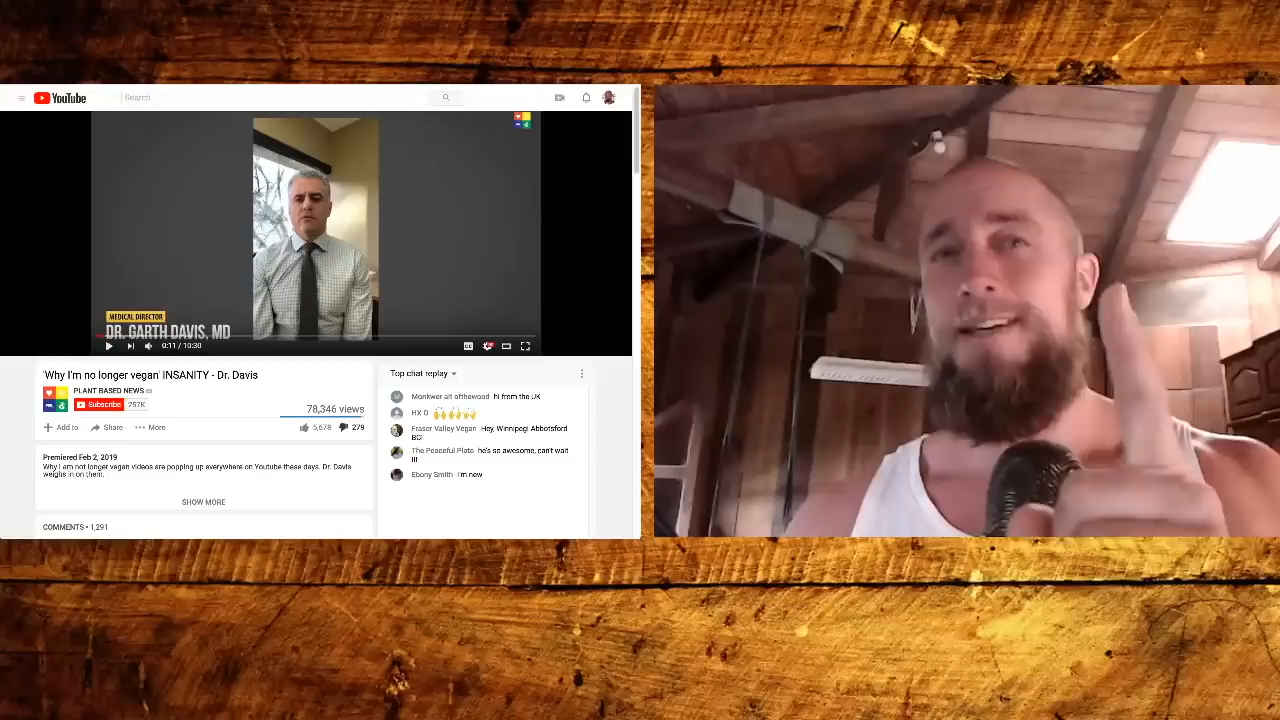 YouTube
Search
MEDICAL DIRECTOR
DR. GARTH DAVIS, MD
0:11 / 10:30
'Why I'm no longer vegan' INSANITY - Dr. Davis
PLANT BASED NEWS
Subscribe 257K
78,346 views
Add to Share More 5,678 279
Premiered Feb 2, 2019
Why I am not longer vegan videos are popping up everywhere on Youtube these days. Dr. Davis
weighs in on them.
SHOW MORE
COMMENTS • 1,291
Top chat replay
Monkwer alt ofthewood hi from the UK
HX O
Fraser Valley Vegan Hey, Winnipeg! Abbotsford
BC!
The Peaceful Plate he's so awesome, can't wait
!!!
Ebony Smith I'm new